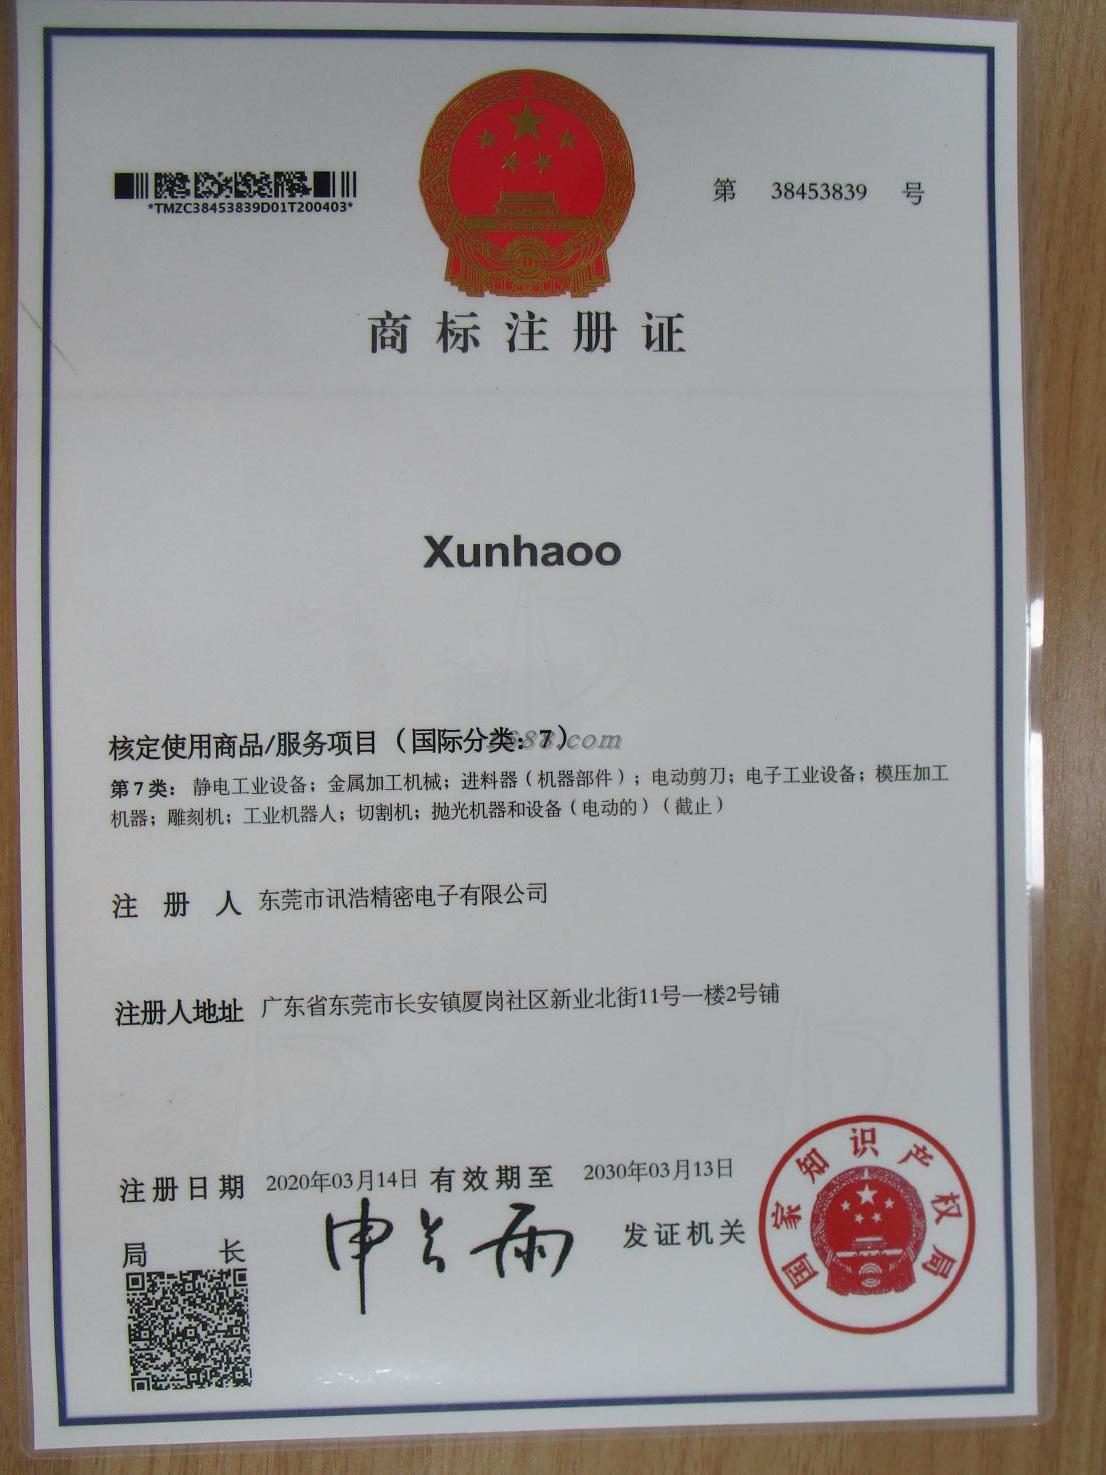 *TMZC38453839D01T200403*
第 38453839 号
商标注册证
Xunhaoo
核定使用商品/服务项目（国际分类：7）
1688.com
第7类：静电工业设备；金属加工机械；进料器（机器部件）；电动剪刀；电子工业设备；模压加工
机器；雕刻机；工业机器人；切割机；抛光机器和设备（电动的）（截止）
注册人 东莞市讯浩精密电子有限公司
注册人地址 广东省东莞市长安镇厦岗社区新业北街11号一楼2号铺
注册日期 2020年03月14日 有效期至 2030年03月13日
局长 申长雨 发证机关
国家知识产权局